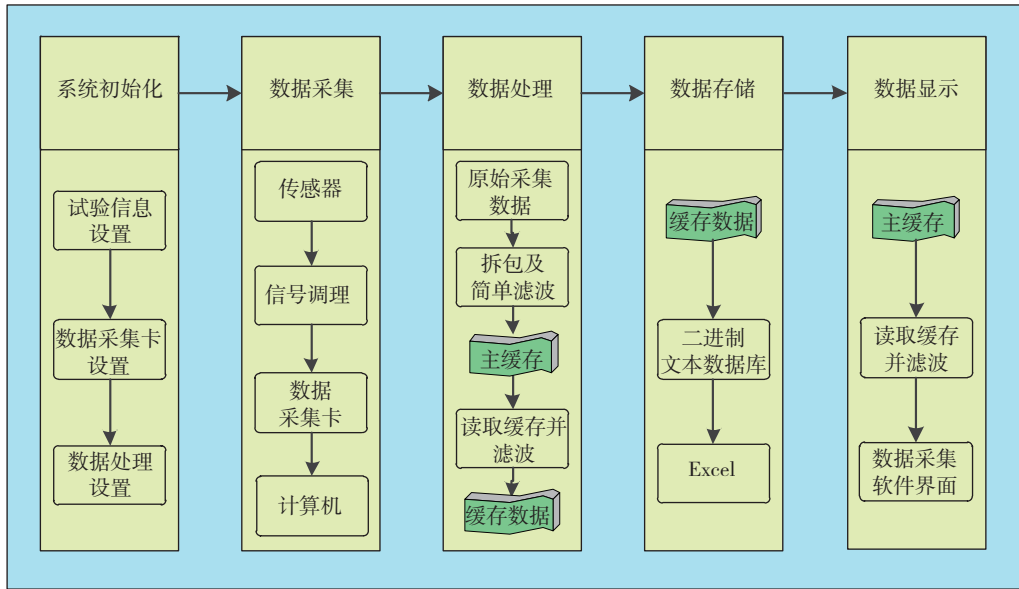 系统初始化
数据采集
数据处理
数据存储
数据显示
试验信息
设置
数据采集卡
设置
数据处理
设置
传感器
信号调理
数据
采集卡
计算机
原始采集
数据
拆包及
简单滤波
主缓存
读取缓存并
滤波
缓存数据
缓存数据
二进制
文本数据库
Excel
主缓存
读取缓存
并滤波
数据采集
软件界面